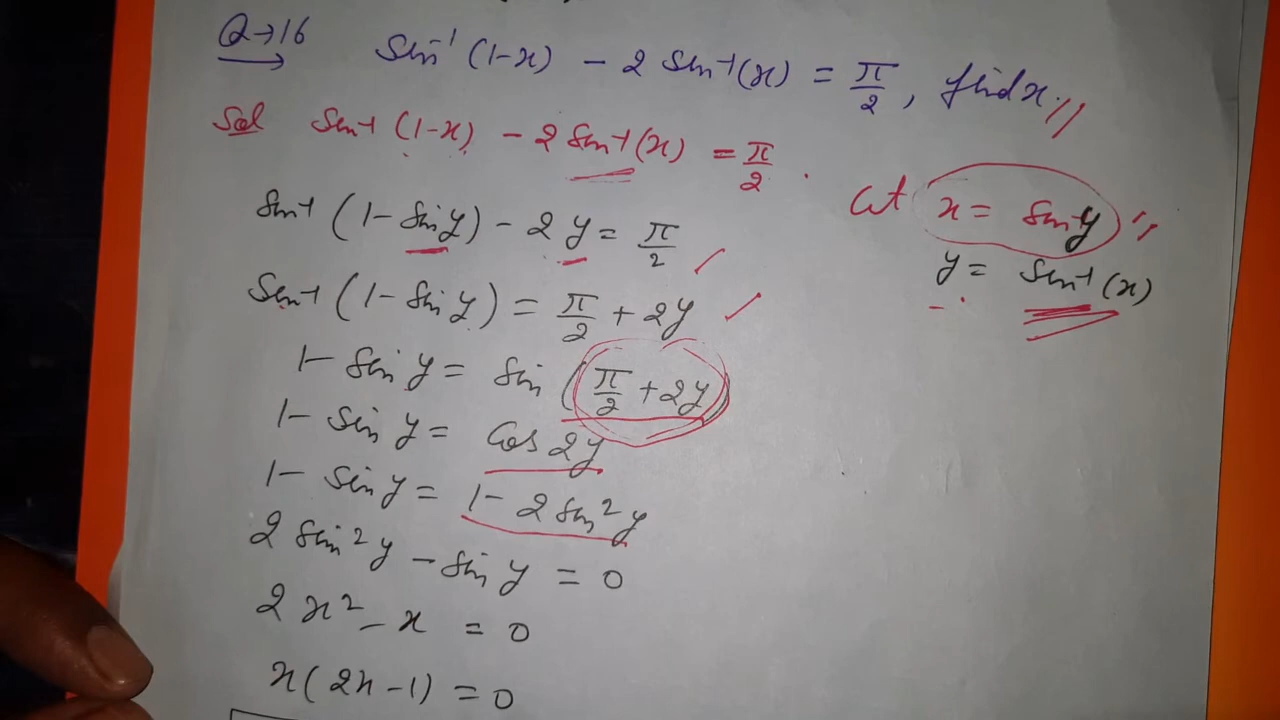 Q→16 Sin⁻¹(1-x) - 2 Sin⁻¹(x) = π/2, find x.
Sol Sin⁻¹(1-x) - 2 Sin⁻¹(x) = π/2.
Sin⁻¹(1-Sin y) - 2y = π/2
Sin⁻¹(1-Sin y) = π/2 + 2y
1- Sin y = Sin (π/2 + 2y)
1- Sin y = Cos 2y
1- Sin y = 1- 2 Sin² y
2 Sin² y - Sin y = 0
2x² - x = 0
x(2x-1) = 0
let x = Sin y
y = Sin⁻¹(x)